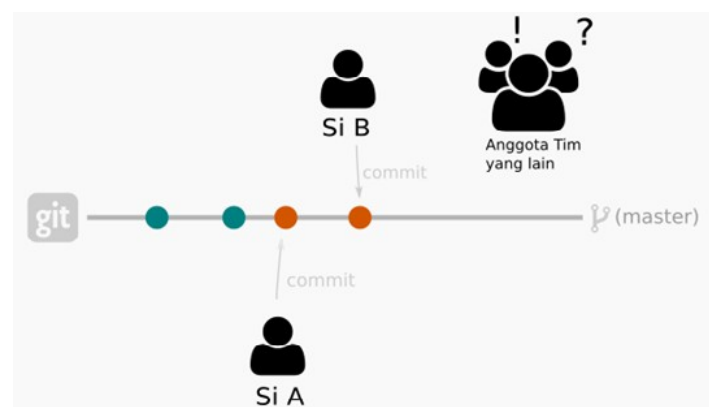 ! ?
Si B
Anggota Tim
yang lain
commit
git
(master)
commit
Si A